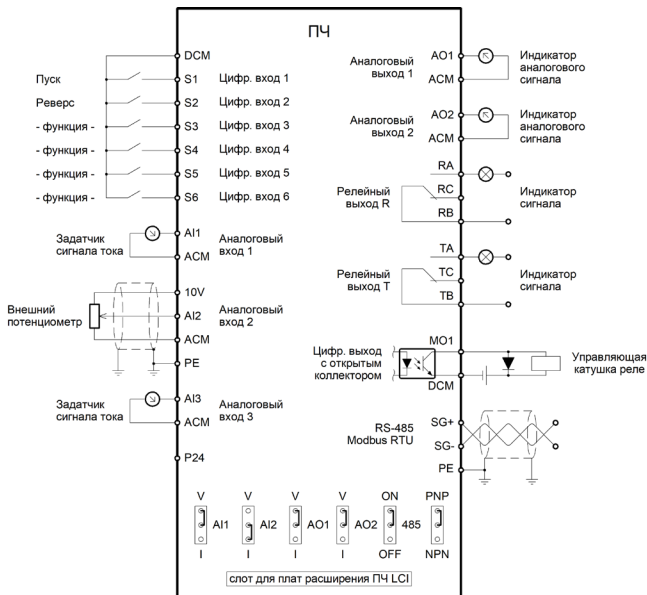 ПЧ
DCM
Пуск S1 Цифр. вход 1
Реверс S2 Цифр. вход 2
- функция - S3 Цифр. вход 3
- функция - S4 Цифр. вход 4
- функция - S5 Цифр. вход 5
- функция - S6 Цифр. вход 6
Задатчик
сигнала тока
AI1
ACM
Аналоговый
вход 1
Внешний
потенциометр
10V
AI2
ACM
PE
Аналоговый
вход 2
Задатчик
сигнала тока
AI3
ACM
Аналоговый
вход 3
P24
Аналоговый
выход 1
AO1
ACM
Индикатор
аналогового
сигнала
Аналоговый
выход 2
AO2
ACM
Индикатор
аналогового
сигнала
Релейный
выход R
RA
RC
RB
Индикатор
сигнала
Релейный
выход T
TA
TC
TB
Индикатор
сигнала
Цифр. выход
с открытым
коллектором
MO1
DCM
Управляющая
катушка реле
RS-485
Modbus RTU
SG+
SG-
PE
V V V V ON PNP
AI1 AI2 AO1 AO2 485
I I I I OFF NPN
слот для плат расширения ПЧ LCI